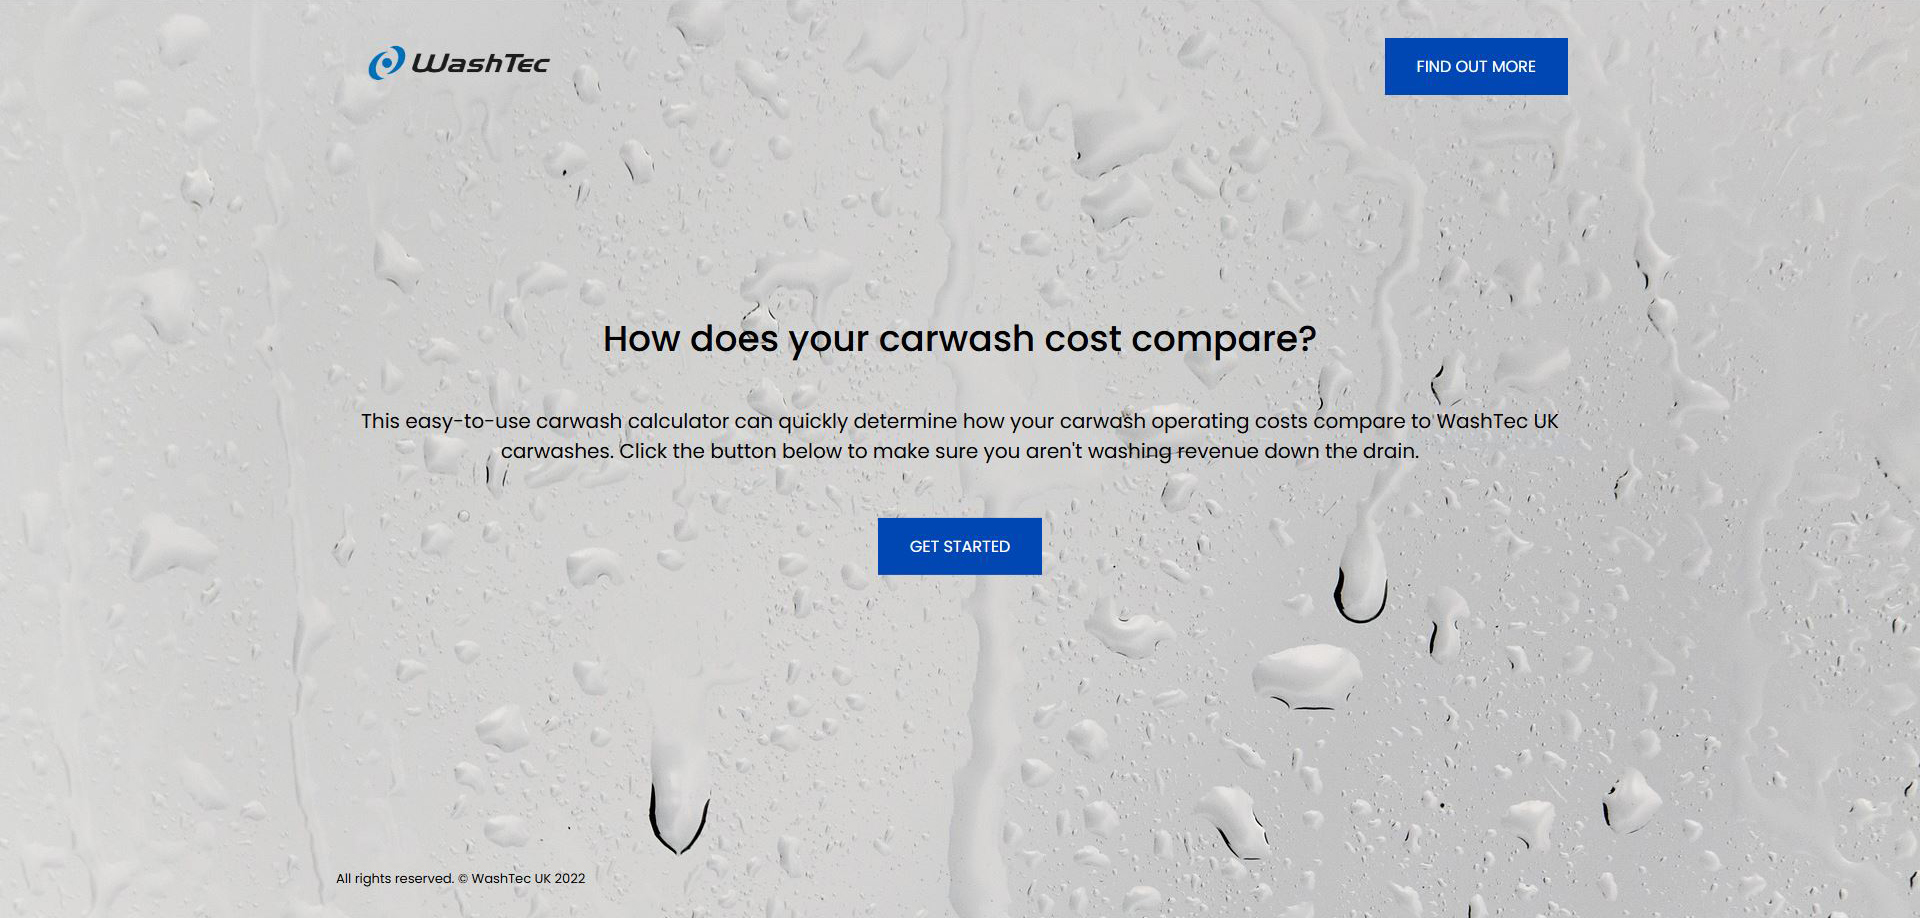 WashTec
FIND OUT MORE
How does your carwash cost compare?
This easy-to-use carwash calculator can quickly determine how your carwash operating costs compare to WashTec UK
carwashes. Click the button below to make sure you aren't washing revenue down the drain.
GET STARTED
All rights reserved. © WashTec UK 2022